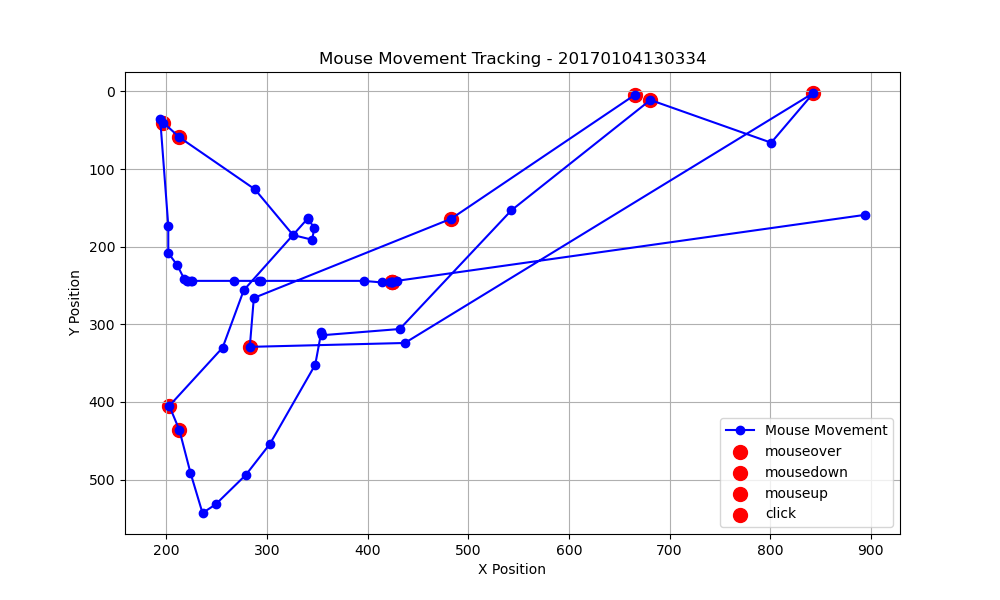 Mouse Movement Tracking - 20170104130334
Y Position
0
100
200
300
400
500
200 300 400 500 600 700 800 900
X Position
Mouse Movement
mouseover
mousedown
mouseup
click